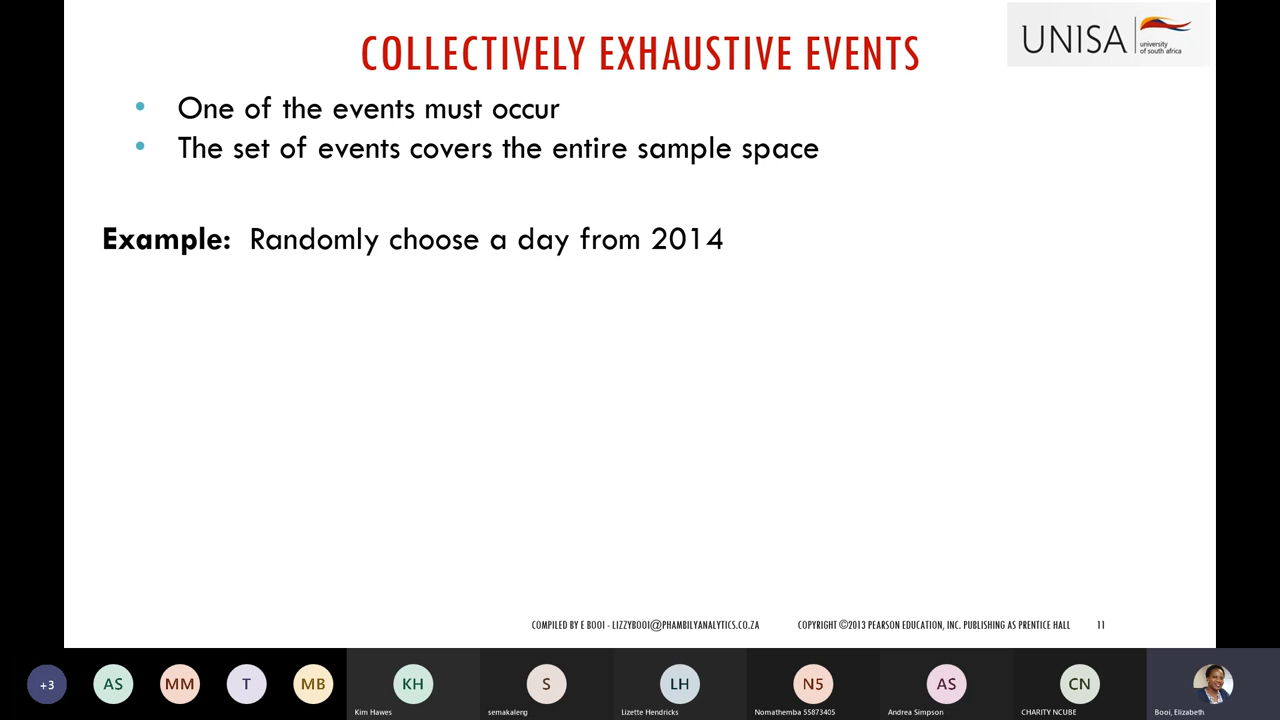 COLLECTIVELY EXHAUSTIVE EVENTS
UNISA
university
of south africa
• One of the events must occur
• The set of events covers the entire sample space
Example: Randomly choose a day from 2014
COMPILED BY E BOOI - LIZZYBOOI@PHAMBILYANALYTICS.CO.ZA COPYRIGHT ©2013 PEARSON EDUCATION, INC. PUBLISHING AS PRENTICE HALL 11
+3 AS MM T MB KH S LH N5 AS CN
Kim Hawes semakaleng Lizette Hendricks Nomathemba 55873405 Andrea Simpson CHARITY NCUBE Booi, Elizabeth